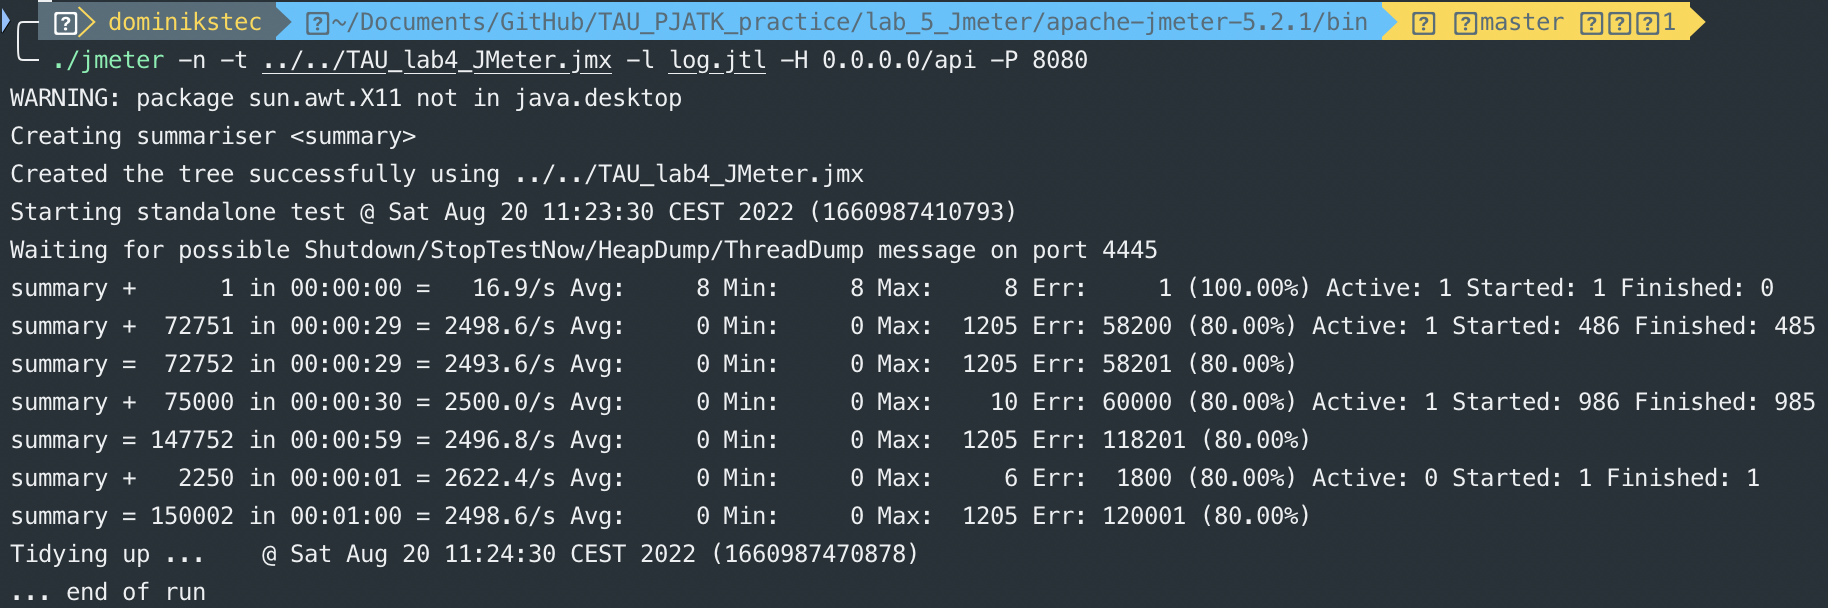 dominikstec ~/Documents/GitHub/TAU_PJATK_practice/lab_5_Jmeter/apache-jmeter-5.2.1/bin master 1
./jmeter -n -t ../../TAU_lab4_JMeter.jmx -l log.jtl -H 0.0.0.0/api -P 8080
WARNING: package sun.awt.X11 not in java.desktop
Creating summariser <summary>
Created the tree successfully using ../../TAU_lab4_JMeter.jmx
Starting standalone test @ Sat Aug 20 11:23:30 CEST 2022 (1660987410793)
Waiting for possible Shutdown/StopTestNow/HeapDump/ThreadDump message on port 4445
summary +      1 in 00:00:00 =   16.9/s Avg:     8 Min:     8 Max:     8 Err:     1 (100.00%) Active: 1 Started: 1 Finished: 0
summary +  72751 in 00:00:29 = 2498.6/s Avg:     0 Min:     0 Max:  1205 Err: 58200 (80.00%) Active: 1 Started: 486 Finished: 485
summary =  72752 in 00:00:29 = 2493.6/s Avg:     0 Min:     0 Max:  1205 Err: 58201 (80.00%)
summary +  75000 in 00:00:30 = 2500.0/s Avg:     0 Min:     0 Max:    10 Err: 60000 (80.00%) Active: 1 Started: 986 Finished: 985
summary = 147752 in 00:00:59 = 2496.8/s Avg:     0 Min:     0 Max:  1205 Err: 118201 (80.00%)
summary +   2250 in 00:00:01 = 2622.4/s Avg:     0 Min:     0 Max:     6 Err:  1800 (80.00%) Active: 0 Started: 1 Finished: 1
summary = 150002 in 00:01:00 = 2498.6/s Avg:     0 Min:     0 Max:  1205 Err: 120001 (80.00%)
Tidying up ...    @ Sat Aug 20 11:24:30 CEST 2022 (1660987470878)
... end of run